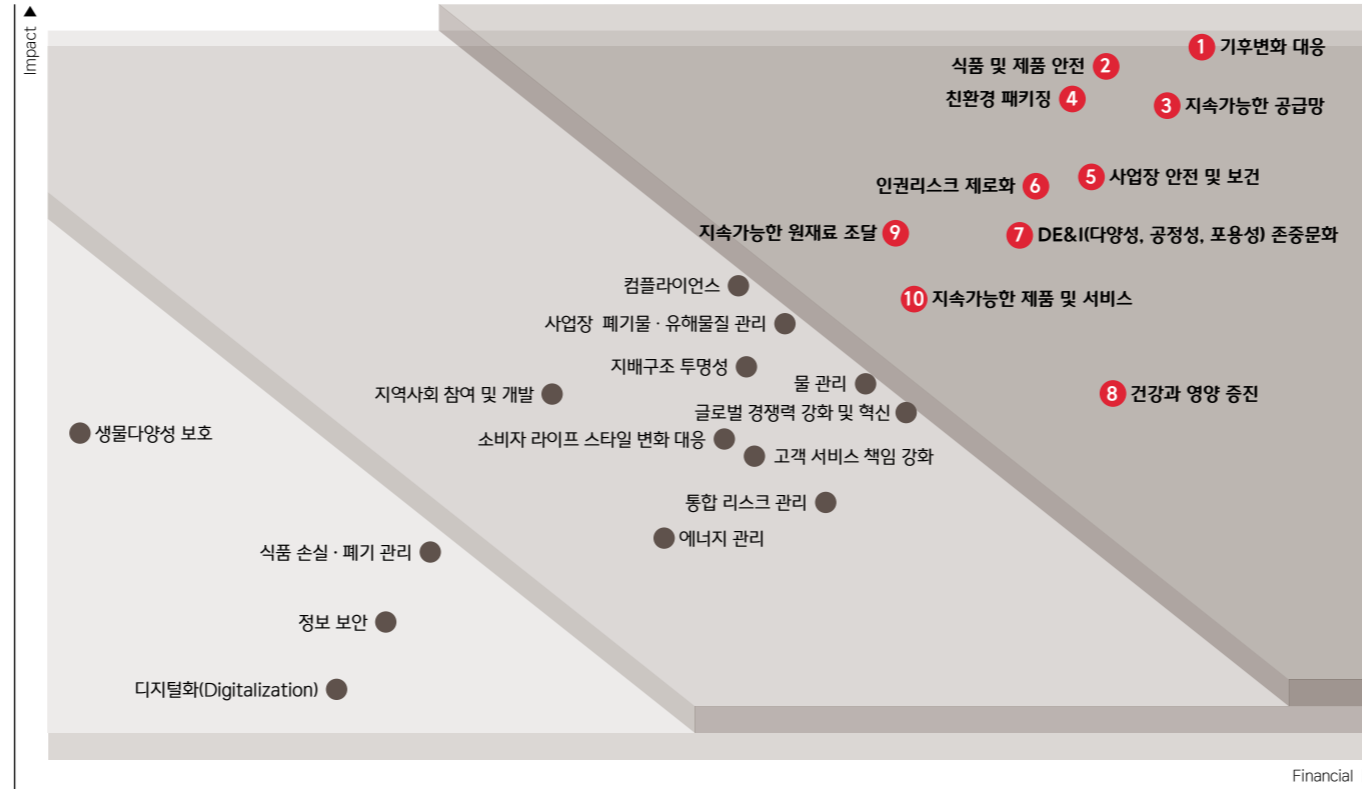 Impact ▲
1 기후변화 대응
식품 및 제품 안전 2
친환경 패키징 4
3 지속가능한 공급망
5 사업장 안전 및 보건
인권리스크 제로화 6
지속가능한 원재료 조달 9
7 DE&I(다양성, 공정성, 포용성) 존중문화
컴플라이언스
10 지속가능한 제품 및 서비스
사업장 폐기물 · 유해물질 관리
지배구조 투명성
물 관리
지역사회 참여 및 개발
8 건강과 영양 증진
글로벌 경쟁력 강화 및 혁신
생물다양성 보호
소비자 라이프 스타일 변화 대응
고객 서비스 책임 강화
통합 리스크 관리
에너지 관리
식품 손실 · 폐기 관리
정보 보안
디지털화(Digitalization)
Financial